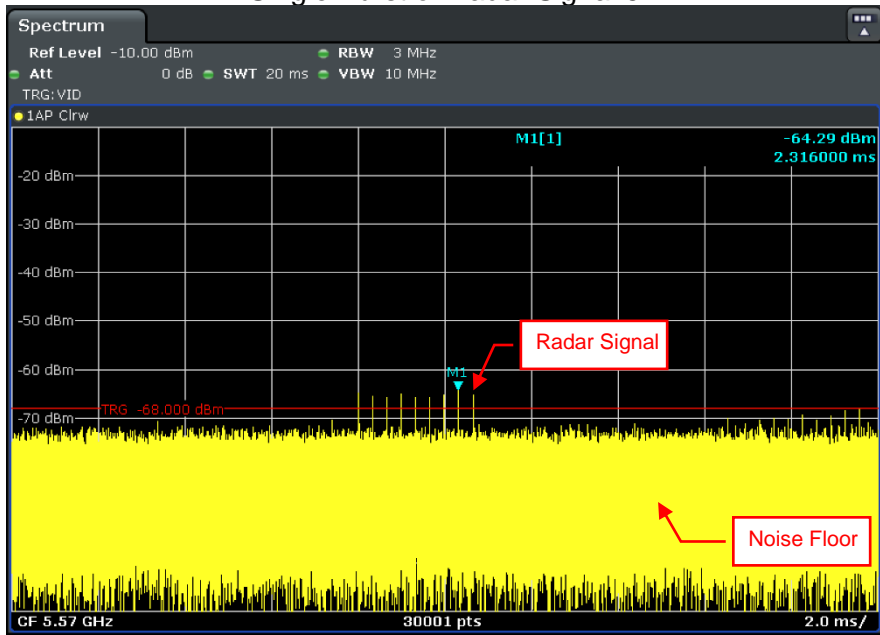 Spectrum
Ref Level -10.00 dBm RBW 3 MHz
Att 0 dB SWT 20 ms VBW 10 MHz
TRG:VID
1AP Clrw
M1[1] -64.29 dBm
2.316000 ms
-20 dBm
-30 dBm
-40 dBm
-50 dBm
Radar Signal
-60 dBm
M1
TRG -68.000 dBm
-70 dBm
Noise Floor
CF 5.57 GHz 30001 pts 2.0 ms/